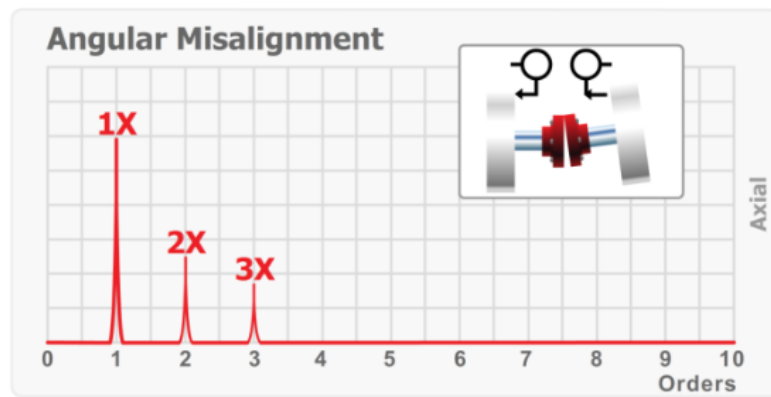 Angular Misalignment
1X
2X
3X
Axial
0 1 2 3 4 5 6 7 8 9 10
Orders